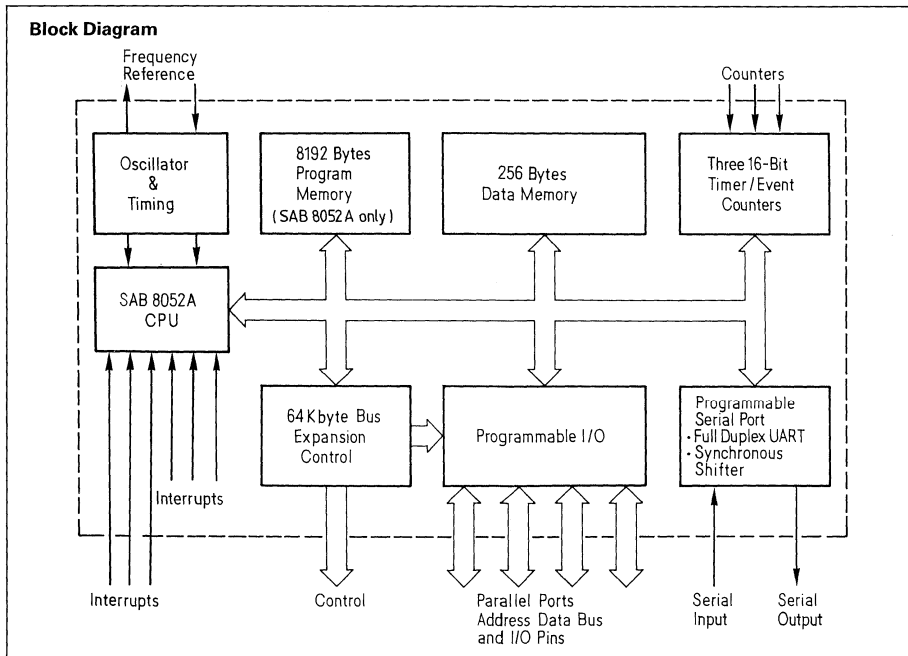 Block Diagram
Frequency
Reference
Counters
Oscillator
&
Timing
8192 Bytes
Program
Memory
(SAB 8052A only)
256 Bytes
Data Memory
Three 16-Bit
Timer/Event
Counters
SAB 8052A
CPU
64 Kbyte Bus
Expansion
Control
Programmable I/O
Programmable
Serial Port
• Full Duplex UART
• Synchronous
Shifter
Interrupts
Interrupts
Control
Parallel Ports
Address Data Bus
and I/O Pins
Serial
Input
Serial
Output